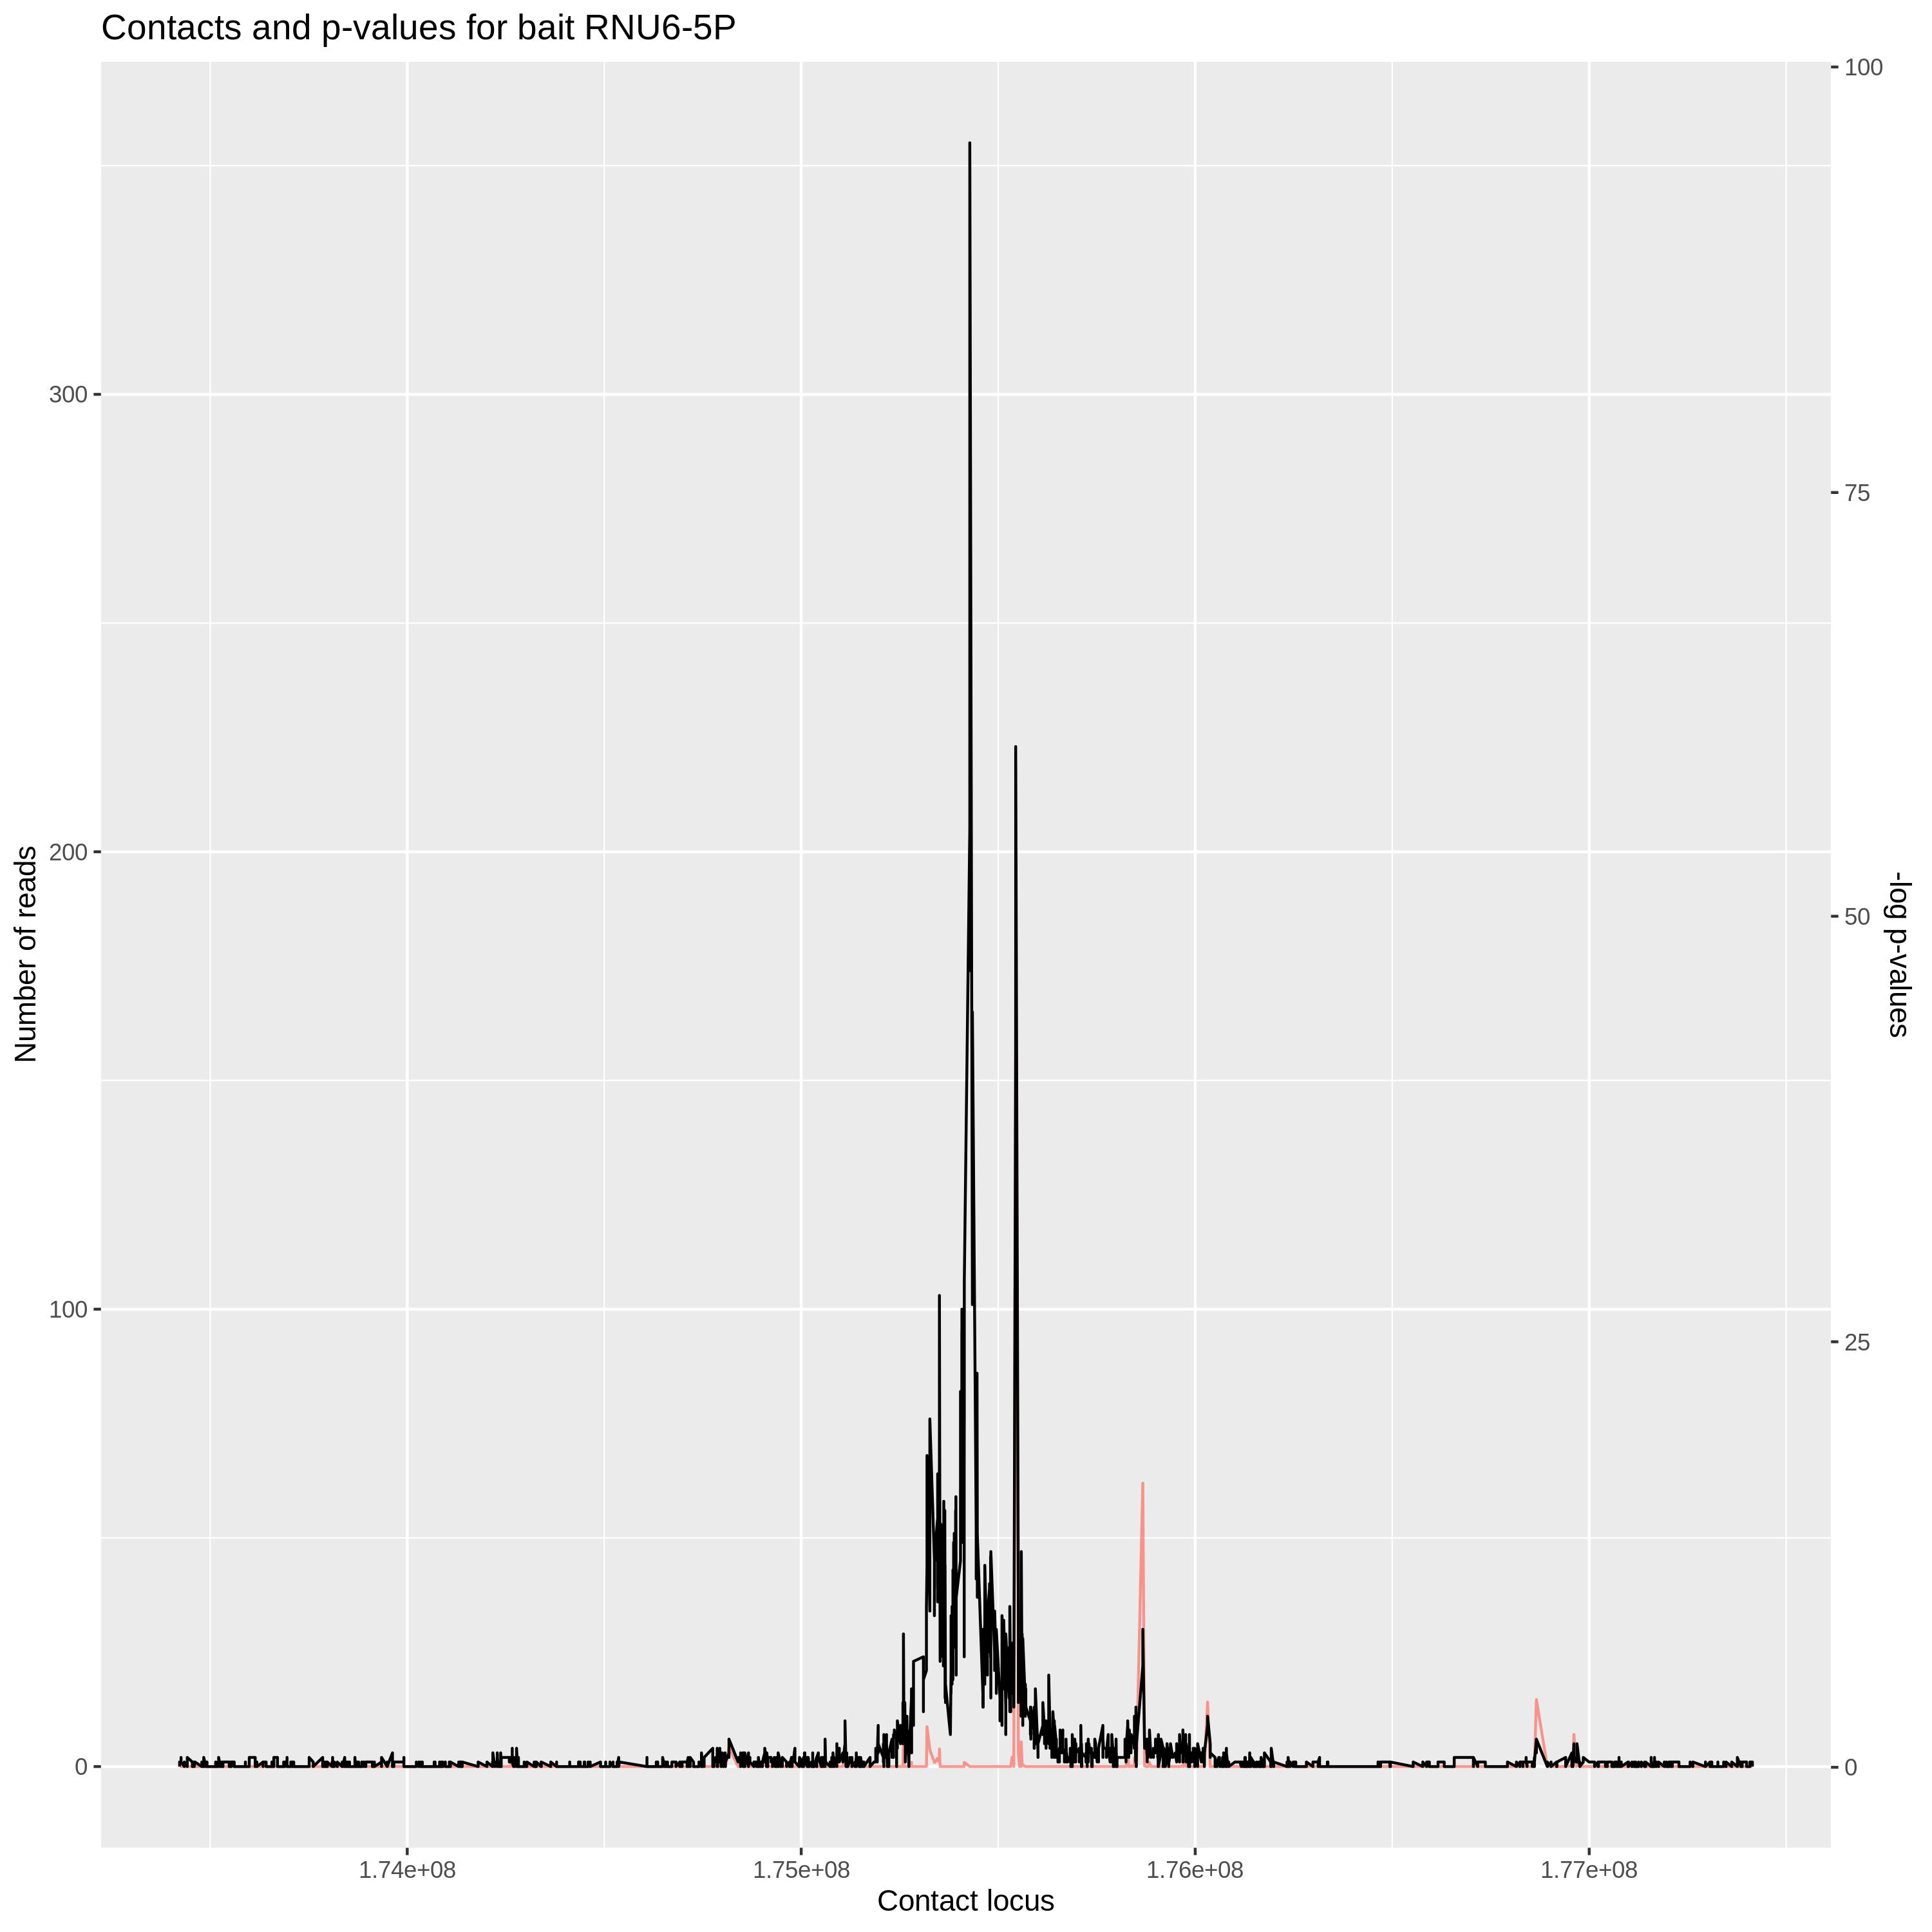 Contacts and p-values for bait RNU6-5P
100
300
75
200
50
100
25
0
0
Number of reads
-log p-values
1.74e+08
1.75e+08
1.76e+08
1.77e+08
Contact locus